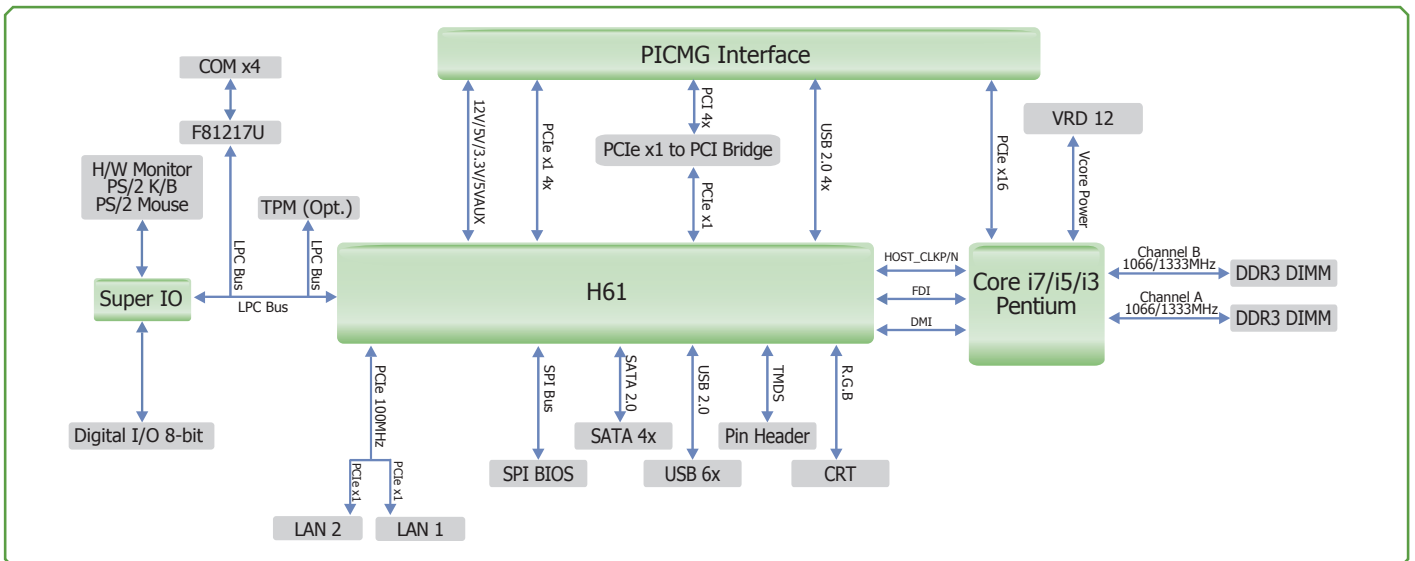 PICMG Interface
COM x4
F81217U
H/W Monitor
PS/2 K/B
PS/2 Mouse
TPM (Opt.)
LPC Bus
LPC Bus
Super IO
LPC Bus
Digital I/O 8-bit
12V/5V/3.3V/5VAUX
PCIe x1 4x
PCI 4x
PCIe x1 to PCI Bridge
PCIe x1
USB 2.0 4x
PCIe x16
VRD 12
Vcore Power
H61
HOST_CLKP/N
FDI
DMI
Core i7/i5/i3
Pentium
Channel B
1066/1333MHz
DDR3 DIMM
Channel A
1066/1333MHz
DDR3 DIMM
PCIe 100MHz
PCIe x1
PCIe x1
LAN 2
LAN 1
SPI Bus
SPI BIOS
SATA 2.0
SATA 4x
USB 2.0
USB 6x
TMDS
Pin Header
R.G.B
CRT